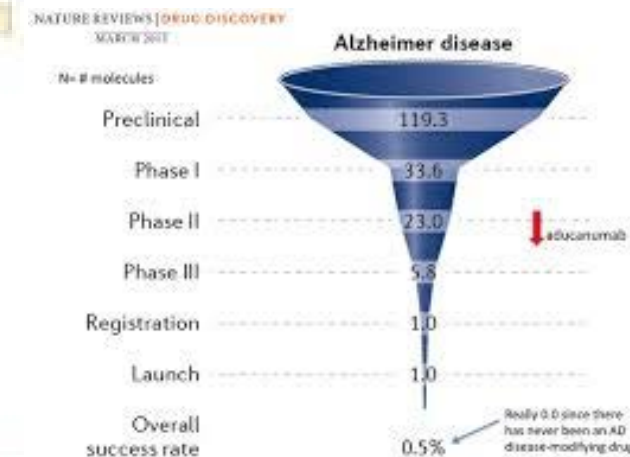 NATURE REVIEWS | DRUG DISCOVERY
Alzheimer disease
N= # molecules
Preclinical 119.3
Phase I 33.6
Phase II 23.0
aducanumab
Phase III 5.8
Registration 1.0
Launch 1.0
Overall
success rate 0.5%
Really 0.0 since there
has never been an AD
disease-modifying drug